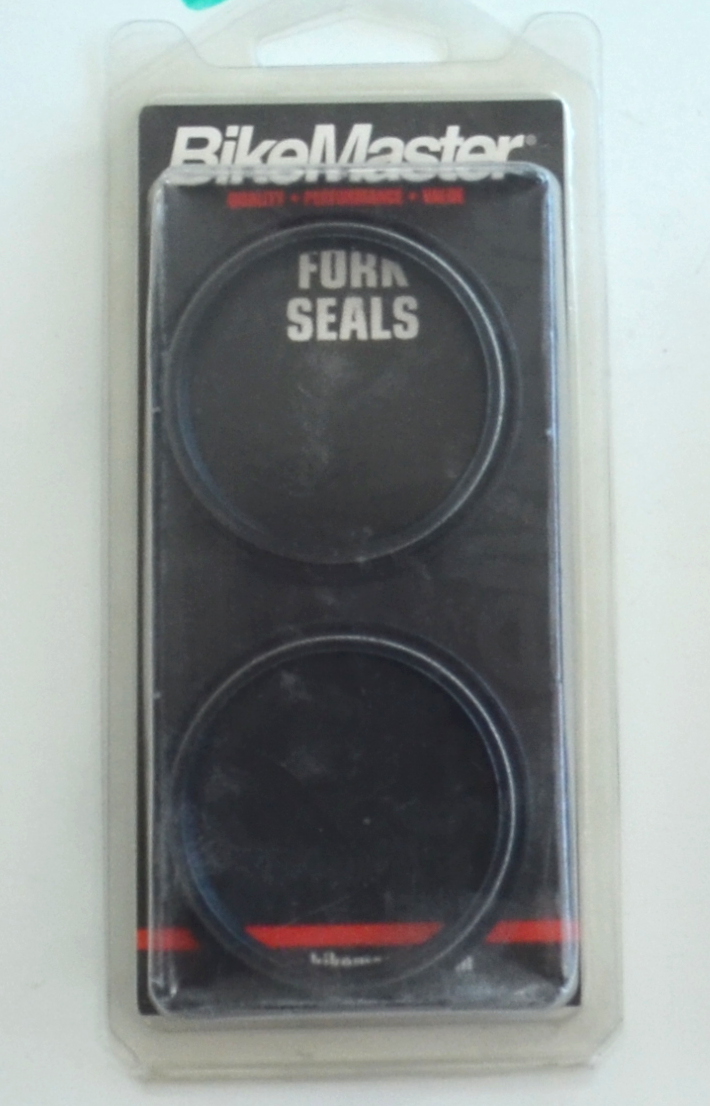 BikeMaster®
QUALITY • PERFORMANCE • VALUE
FORK
SEALS